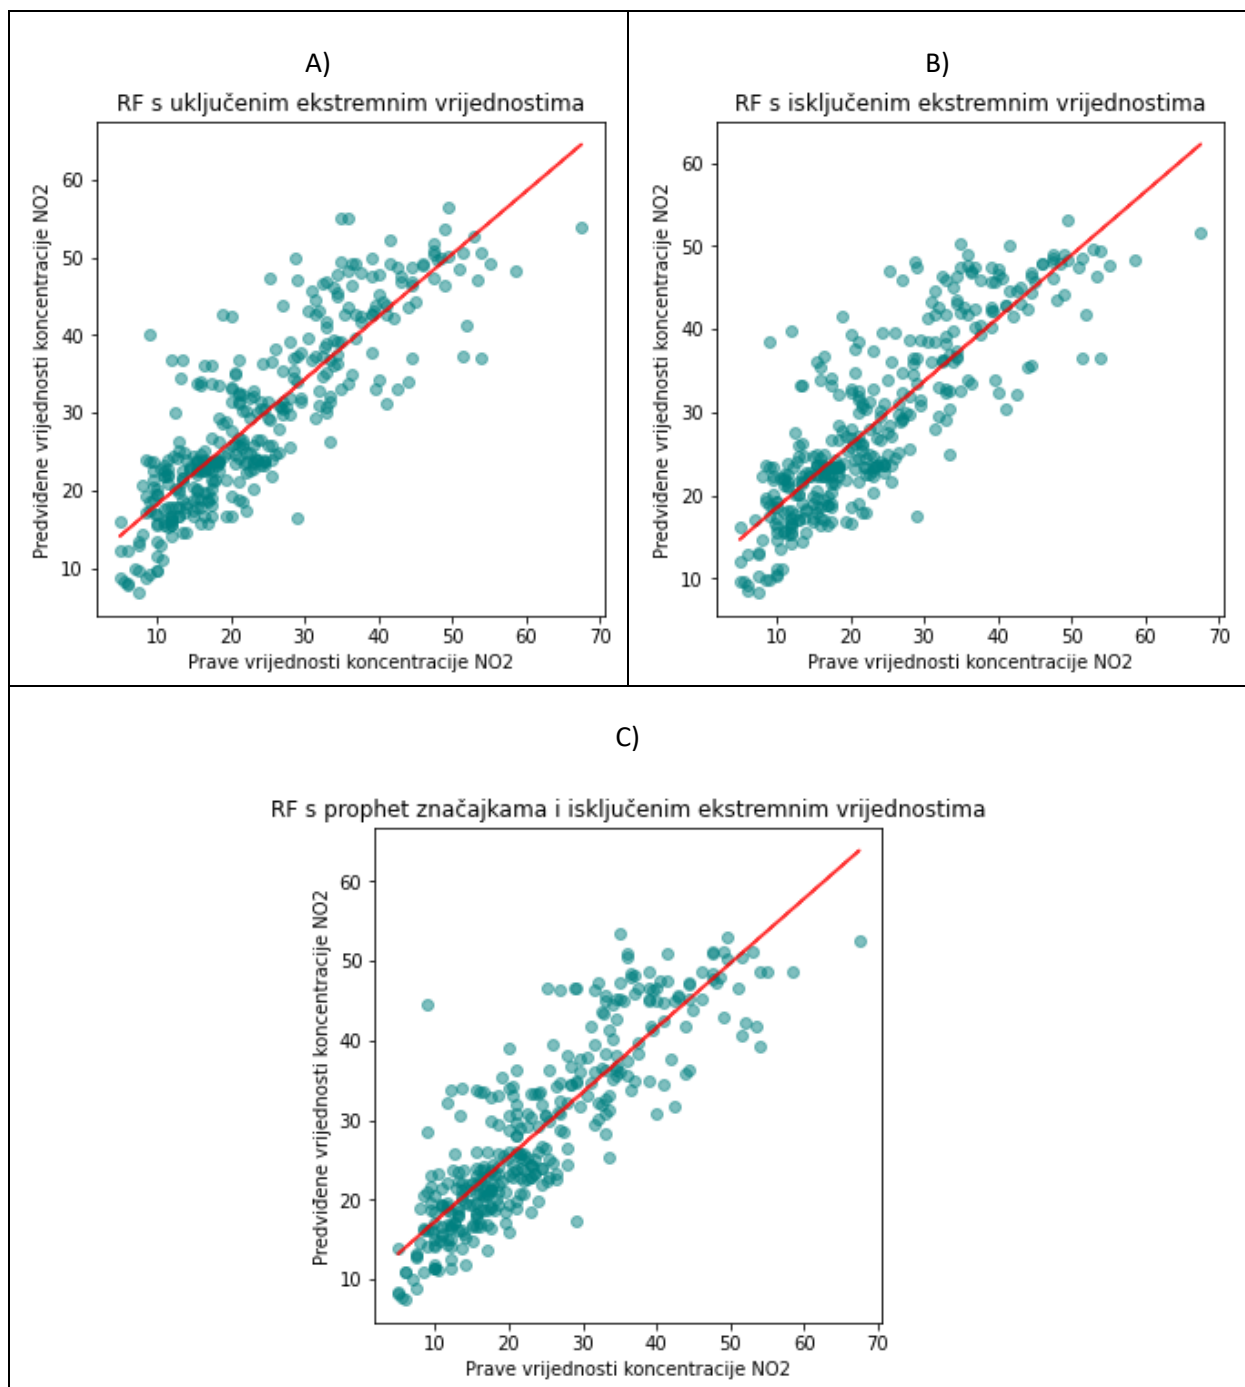 A)
RF s uključenim ekstremnim vrijednostima
Predviđene vrijednosti koncentracije NO2
60
50
40
30
20
10
10 20 30 40 50 60 70
Prave vrijednosti koncentracije NO2
B)
RF s isključenim ekstremnim vrijednostima
Predviđene vrijednosti koncentracije NO2
60
50
40
30
20
10
10 20 30 40 50 60 70
Prave vrijednosti koncentracije NO2
C)
RF s prophet značajkama i isključenim ekstremnim vrijednostima
Predviđene vrijednosti koncentracije NO2
60
50
40
30
20
10
10 20 30 40 50 60 70
Prave vrijednosti koncentracije NO2